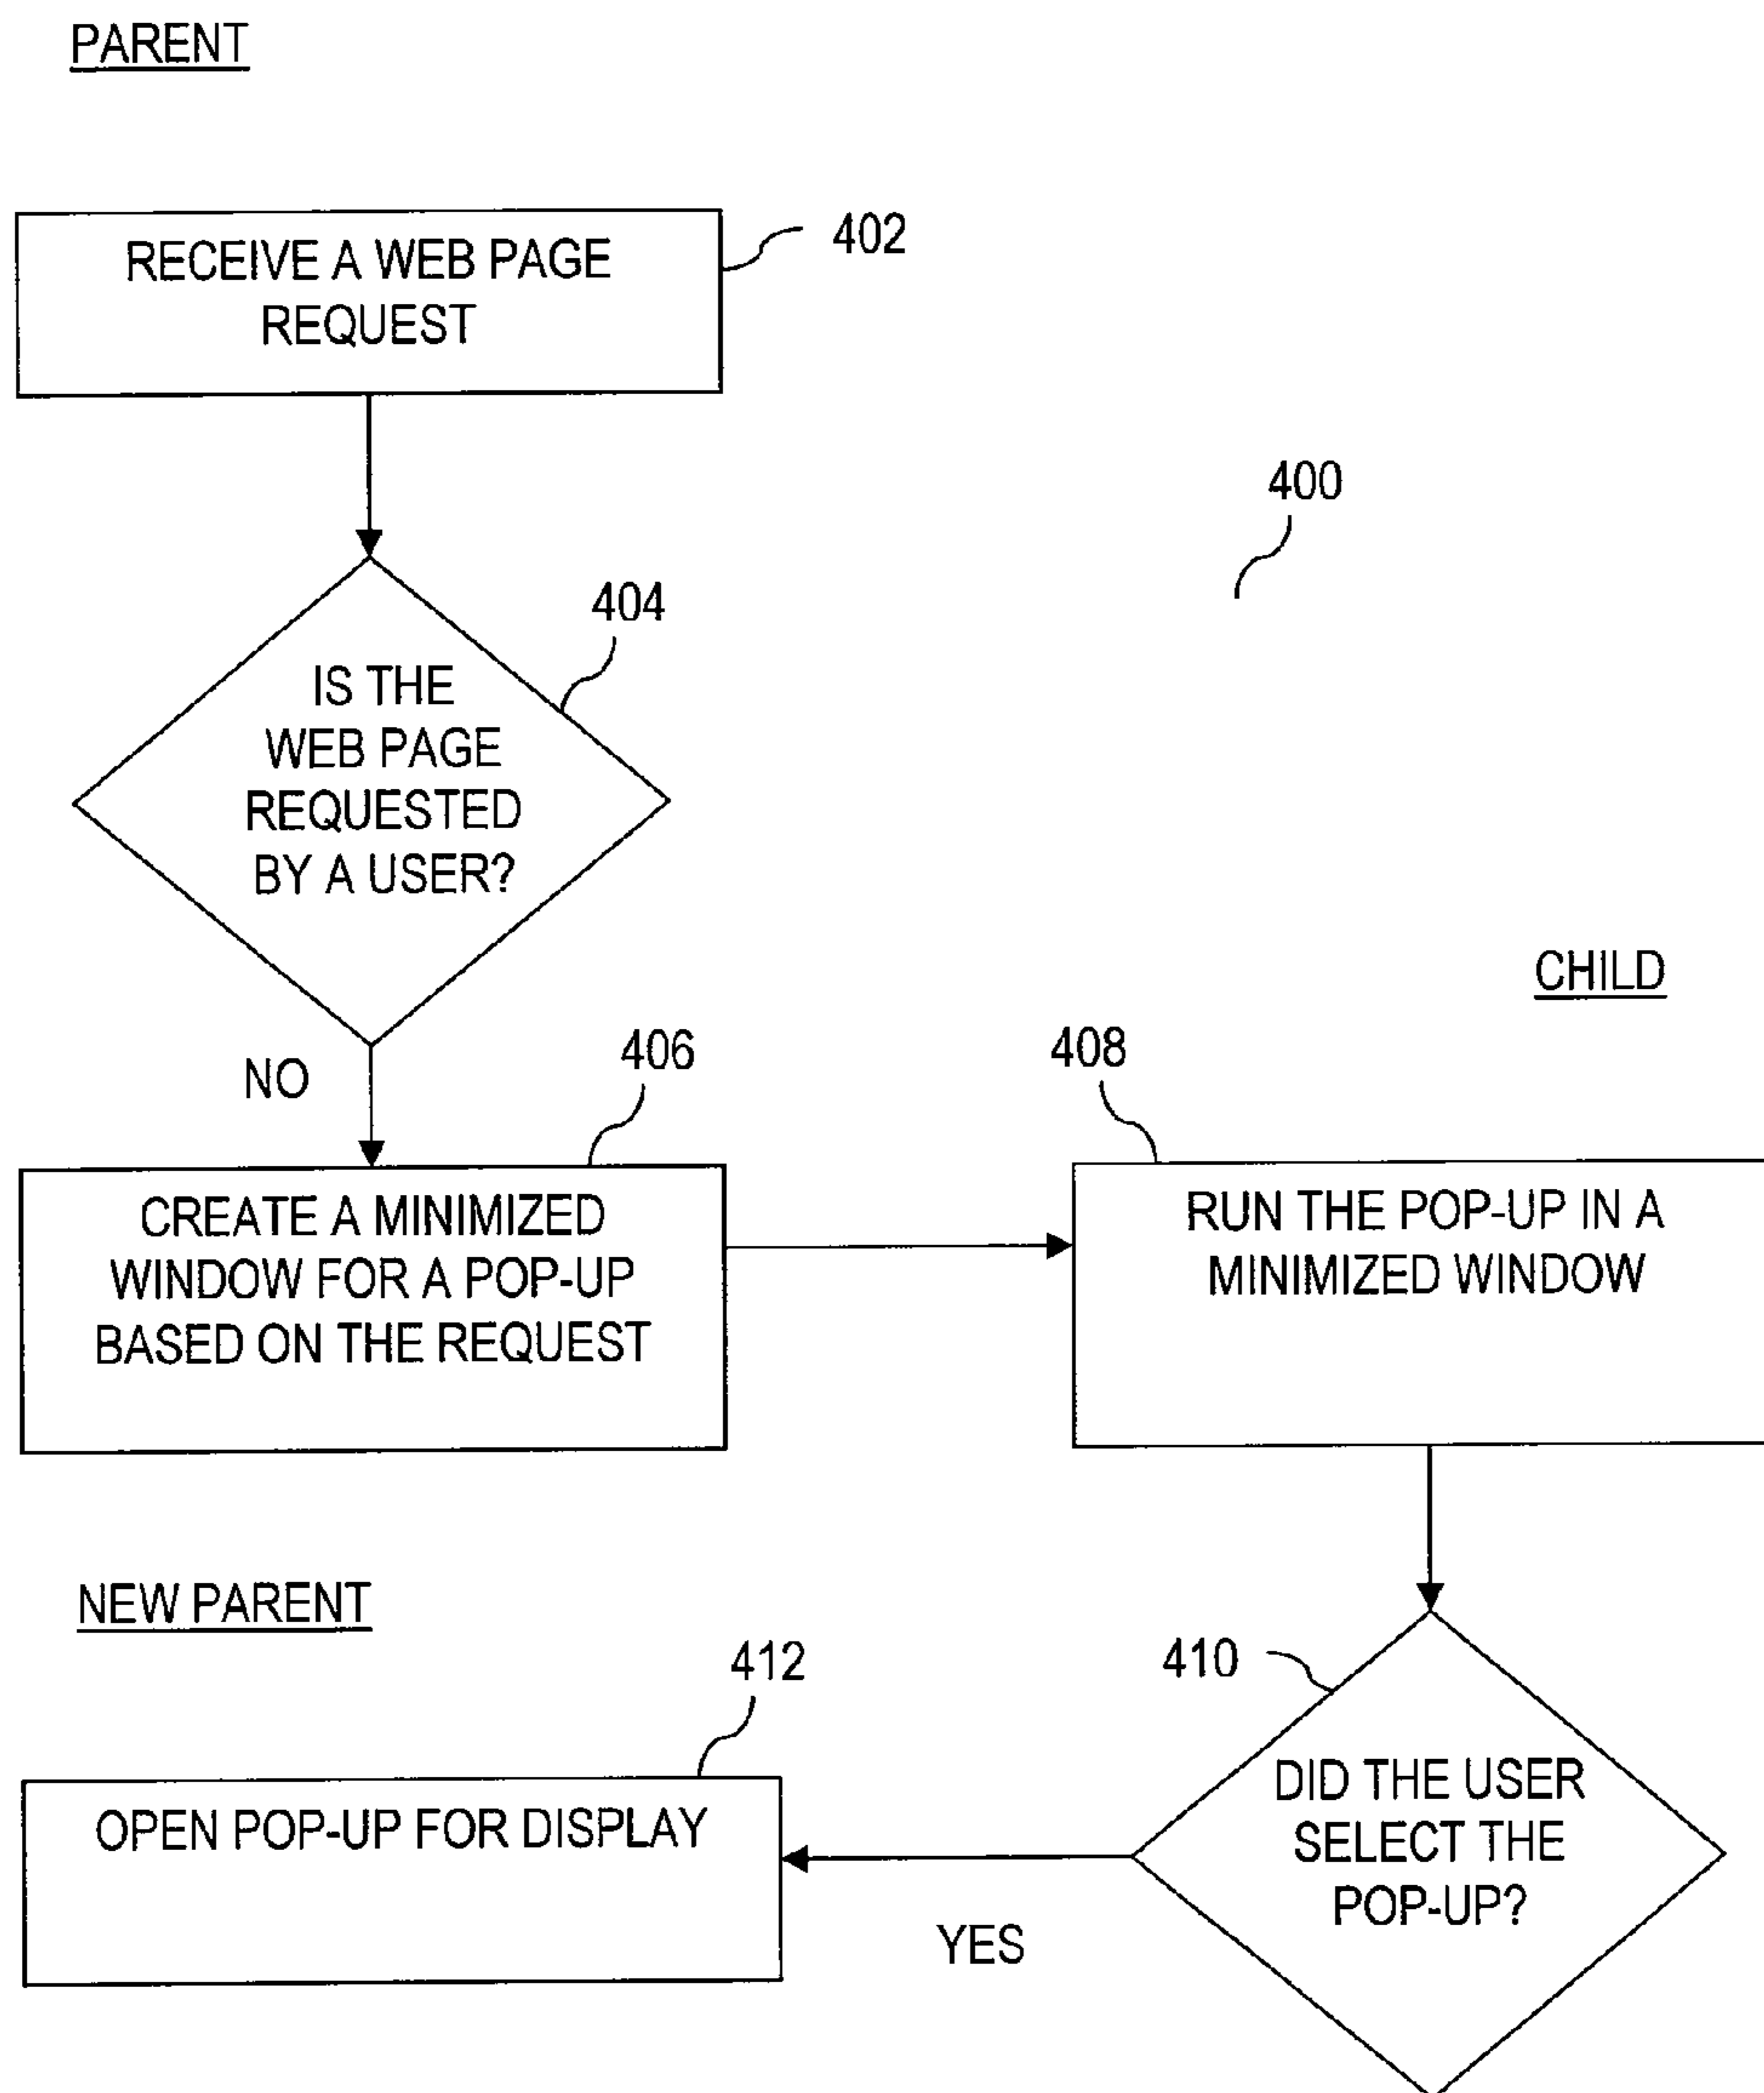 PARENT
RECEIVE A WEB PAGE
REQUEST
402
400
404
IS THE
WEB PAGE
REQUESTED
BY A USER?
NO
CHILD
406
CREATE A MINIMIZED
WINDOW FOR A POP-UP
BASED ON THE REQUEST
408
RUN THE POP-UP IN A
MINIMIZED WINDOW
NEW PARENT
412
OPEN POP-UP FOR DISPLAY
410
DID THE USER
SELECT THE
POP-UP?
YES